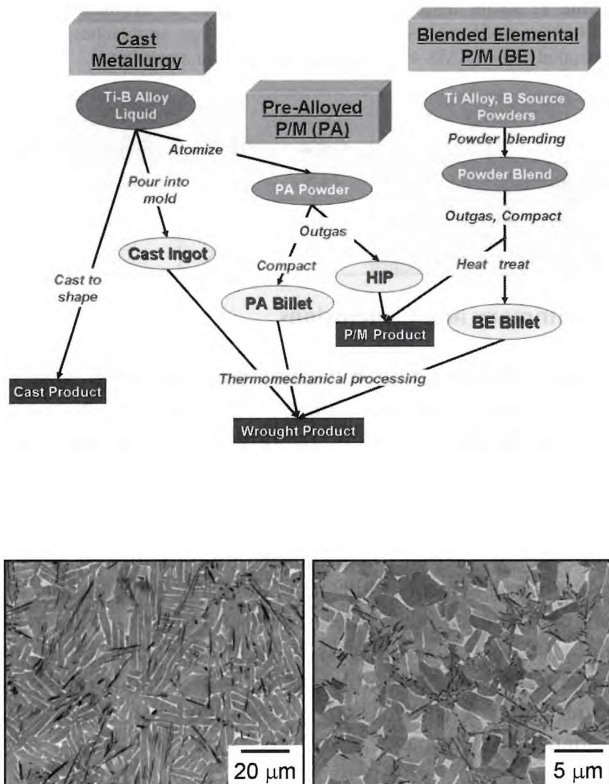 Cast
Metallurgy
Blended Elemental
P/M (BE)
Pre-Alloyed
P/M (PA)
Ti-B Alloy
Liquid
Ti Alloy, B Source
Powders
Atomize
Powder blending
Pour into
mold
PA Powder
Powder Blend
Outgas
Outgas, Compact
Cast Ingot
Cast to
shape
Compact
HIP
Heat treat
PA Billet
P/M Product
BE Billet
Thermomechanical processing
Cast Product
Wrought Product
20 μm
5 μm